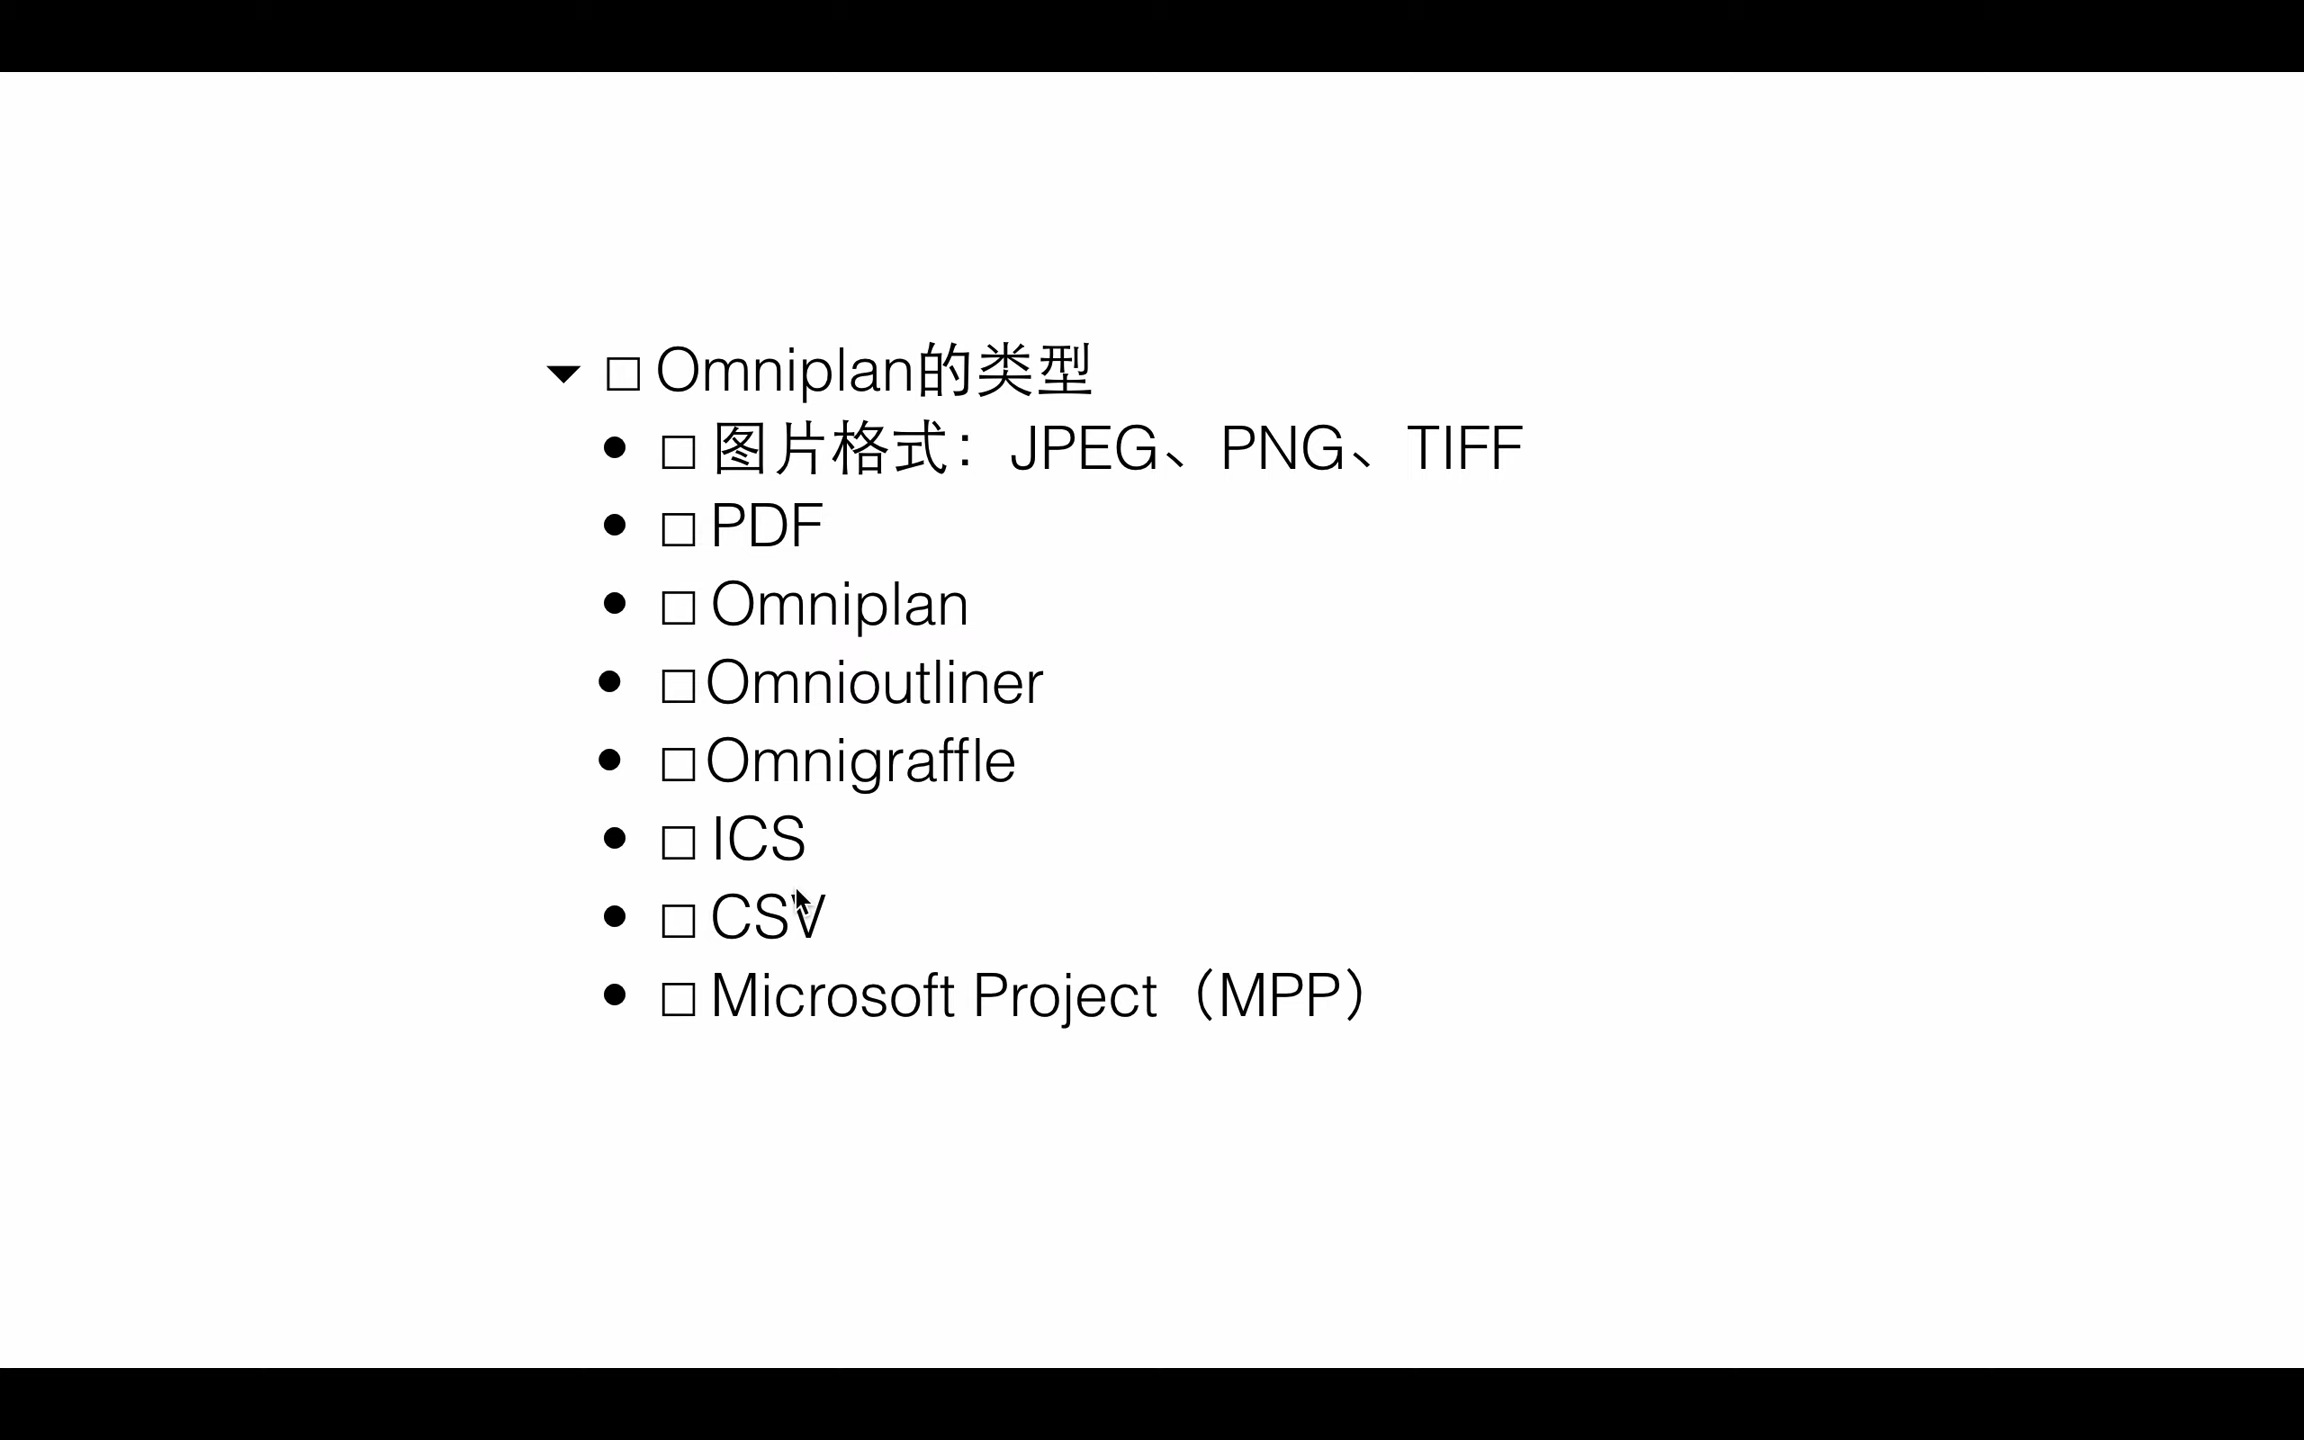 Omniplan的类型
图片格式：JPEG、PNG、TIFF
PDF
Omniplan
Omnioutliner
Omnigraffle
ICS
CSV
Microsoft Project（MPP）